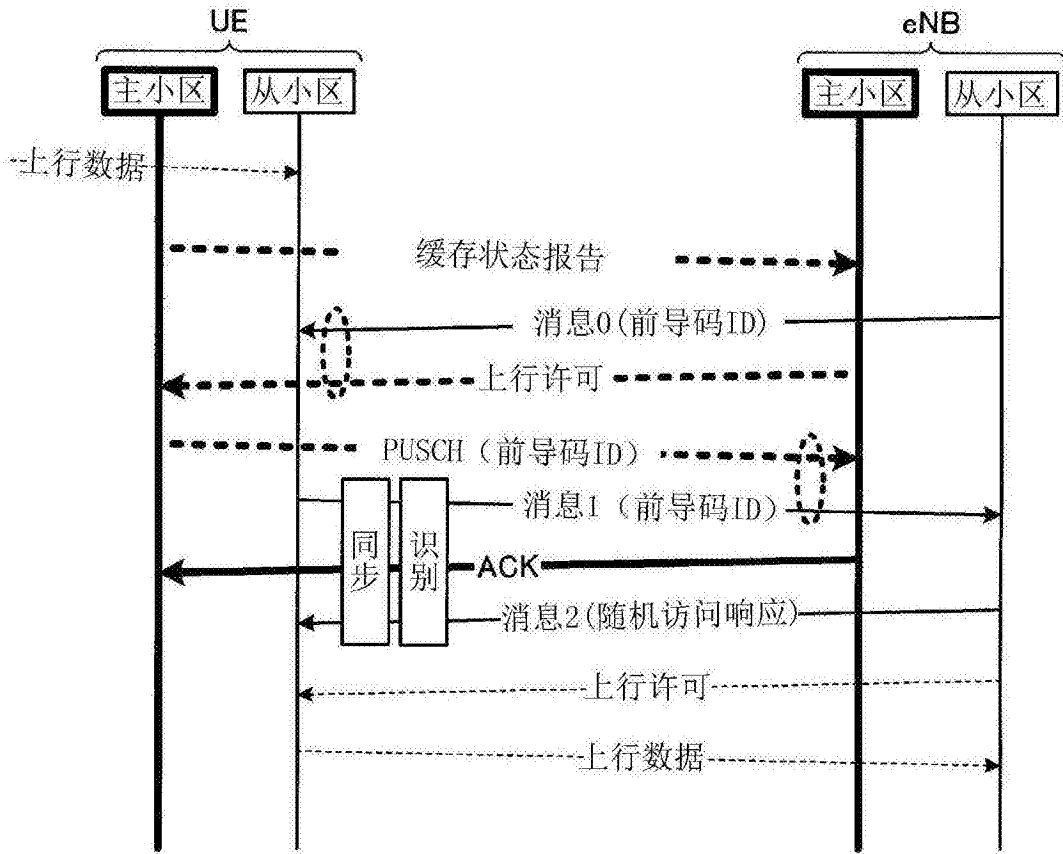 UE
eNB
主小区
从小区
主小区
从小区
上行数据
缓存状态报告
消息0(前导码ID)
上行许可
PUSCH（前导码ID）
消息1（前导码ID）
同步
识别
ACK
消息2(随机访问响应)
上行许可
上行数据